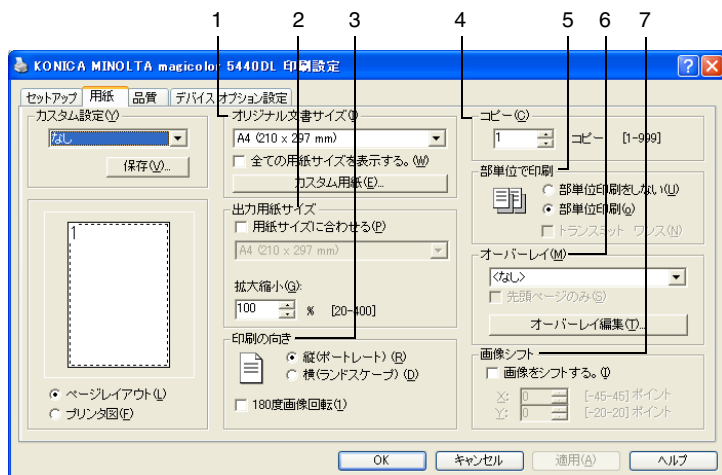 1 2 3 4 5 6 7
KONICA MINOLTA magicolor 5440DL 印刷設定
セットアップ 用紙 品質 デバイス オプション設定
カスタム設定(Y)
なし
保存(V)...
1
ページレイアウト(L)
プリンタ図(F)
オリジナル文書サイズ(I)
A4 (210 x 297 mm)
全ての用紙サイズを表示する。(W)
カスタム用紙(E)...
出力用紙サイズ
用紙サイズに合わせる(P)
A4 (210 x 297 mm)
拡大縮小(G):
100 % [20-400]
印刷の向き
縦(ポートレート) (R)
横(ランドスケープ) (D)
180度画像回転(1)
コピー(C)
1 コピー [1-999]
部単位で印刷
部単位印刷をしない(U)
部単位印刷(o)
トランスミット ワンス(N)
オーバーレイ(M)
<なし>
先頭ページのみ(S)
オーバーレイ編集(T)...
画像シフト
画像をシフトする。(I)
X: 0 [-45-45] ポイント
Y: 0 [-20-20] ポイント
OK キャンセル 適用(A) ヘルプ